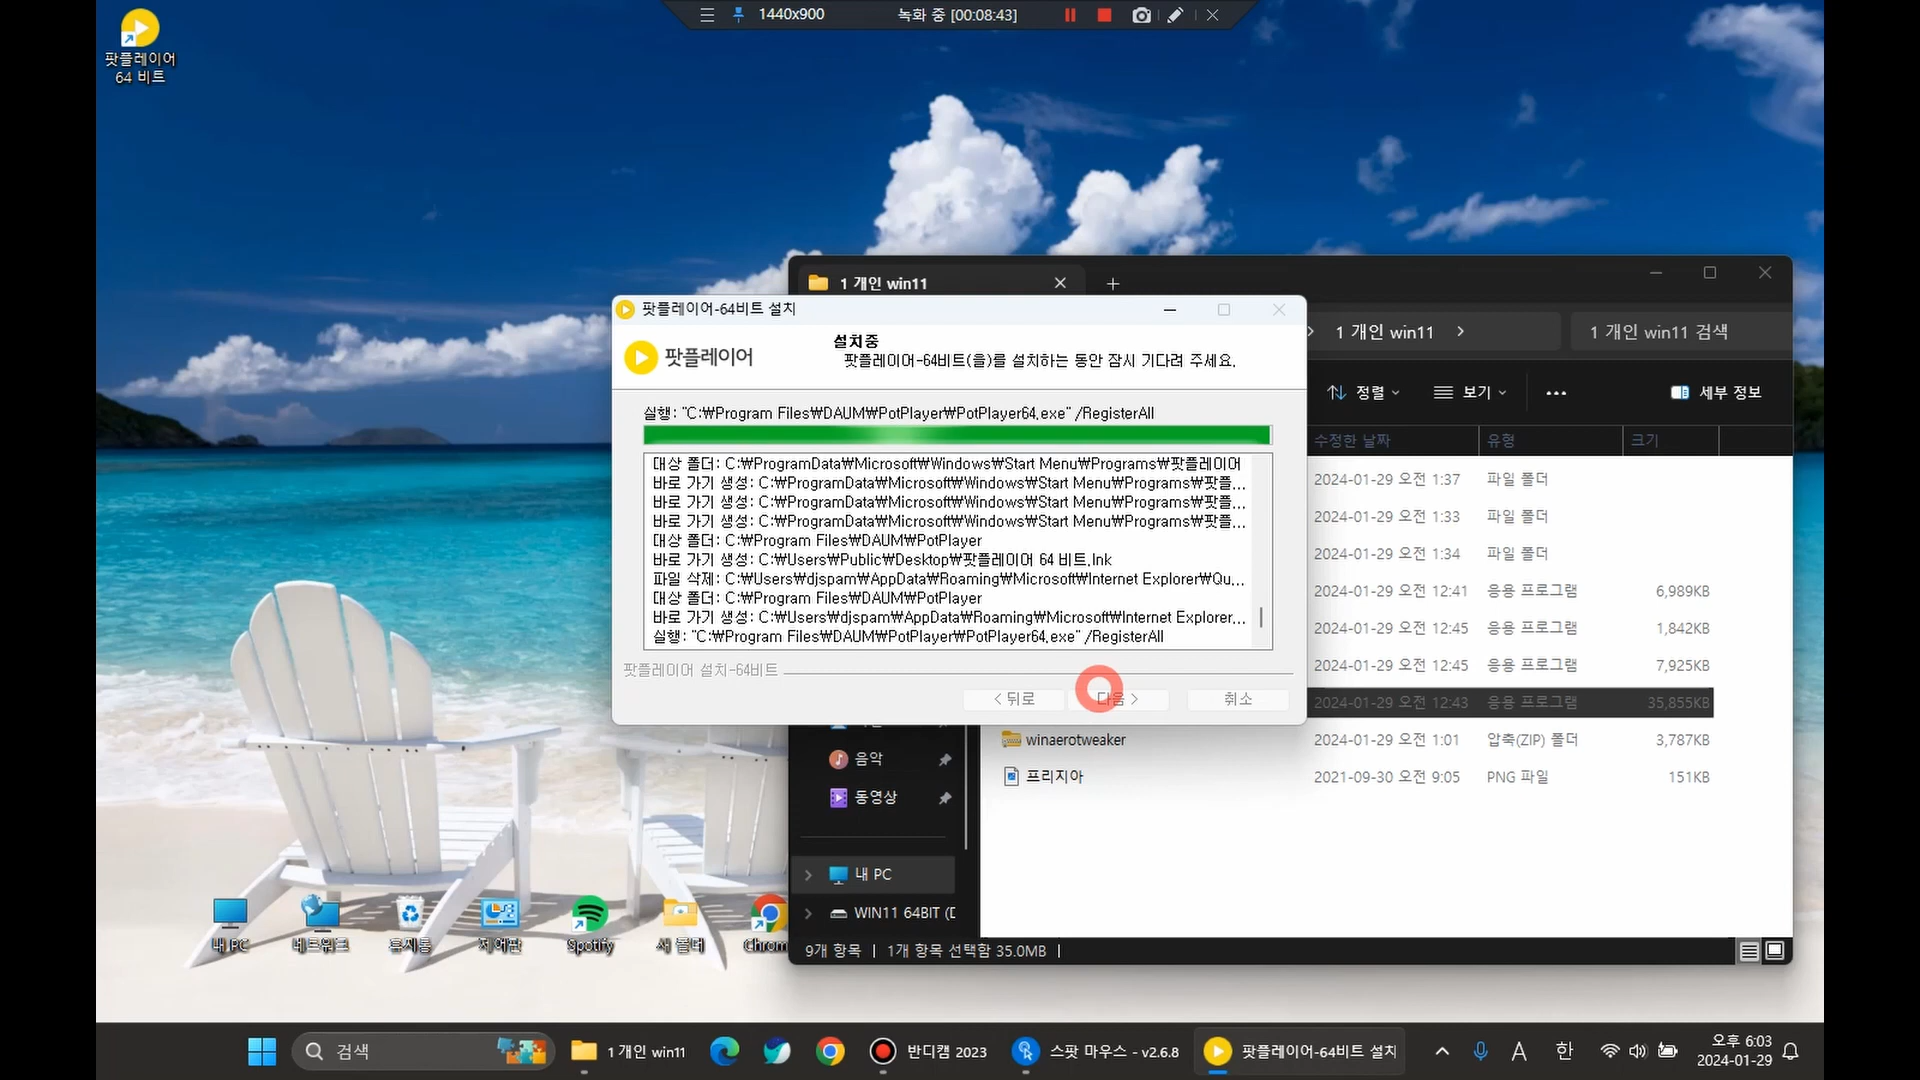 팟플레이어
64 비트
1440x900
녹화 중 [00:08:43]
1 개인 win11
1 개인 win11
1 개인 win11 검색
정렬
보기
세부 정보
수정한 날짜
유형
크기
2024-01-29 오전 1:37
파일 폴더
2024-01-29 오전 1:33
파일 폴더
2024-01-29 오전 1:34
파일 폴더
2024-01-29 오전 12:41
응용 프로그램
6,989KB
2024-01-29 오전 12:45
응용 프로그램
1,842KB
2024-01-29 오전 12:45
응용 프로그램
7,925KB
2024-01-29 오전 12:43
응용 프로그램
35,855KB
winaerotweaker
2024-01-29 오전 1:01
압축(ZIP) 폴더
3,787KB
프리지아
2021-09-30 오전 9:05
PNG 파일
151KB
팟플레이어-64비트 설치
팟플레이어
설치중
팟플레이어-64비트(을)를 설치하는 동안 잠시 기다려 주세요.
실행: "C:₩Program Files₩DAUM₩PotPlayer₩PotPlayer64.exe" /RegisterAll
대상 폴더: C:₩ProgramData₩Microsoft₩Windows₩Start Menu₩Programs₩팟플레이어
바로 가기 생성: C:₩ProgramData₩Microsoft₩Windows₩Start Menu₩Programs₩팟플...
바로 가기 생성: C:₩ProgramData₩Microsoft₩Windows₩Start Menu₩Programs₩팟플...
바로 가기 생성: C:₩ProgramData₩Microsoft₩Windows₩Start Menu₩Programs₩팟플...
대상 폴더: C:₩Program Files₩DAUM₩PotPlayer
바로 가기 생성: C:₩Users₩Public₩Desktop₩팟플레이어 64 비트.lnk
파일 삭제: C:₩Users₩djspam₩AppData₩Roaming₩Microsoft₩Internet Explorer₩Qu...
대상 폴더: C:₩Program Files₩DAUM₩PotPlayer
바로 가기 생성: C:₩Users₩djspam₩AppData₩Roaming₩Microsoft₩Internet Explorer...
실행: "C:₩Program Files₩DAUM₩PotPlayer₩PotPlayer64.exe" /RegisterAll
팟플레이어 설치-64비트
< 뒤로
다음 >
취소
음악
동영상
내 PC
WIN11 64BIT (D
9개 항목
1개 항목 선택함 35.0MB
내 PC
네트워크
휴지통
제어판
Spotify
새 폴더
Chrom
검색
1 개인 win11
반디캠 2023
스팟 마우스 - v2.6.8
팟플레이어-64비트 설치
A
한
오후 6:03
2024-01-29